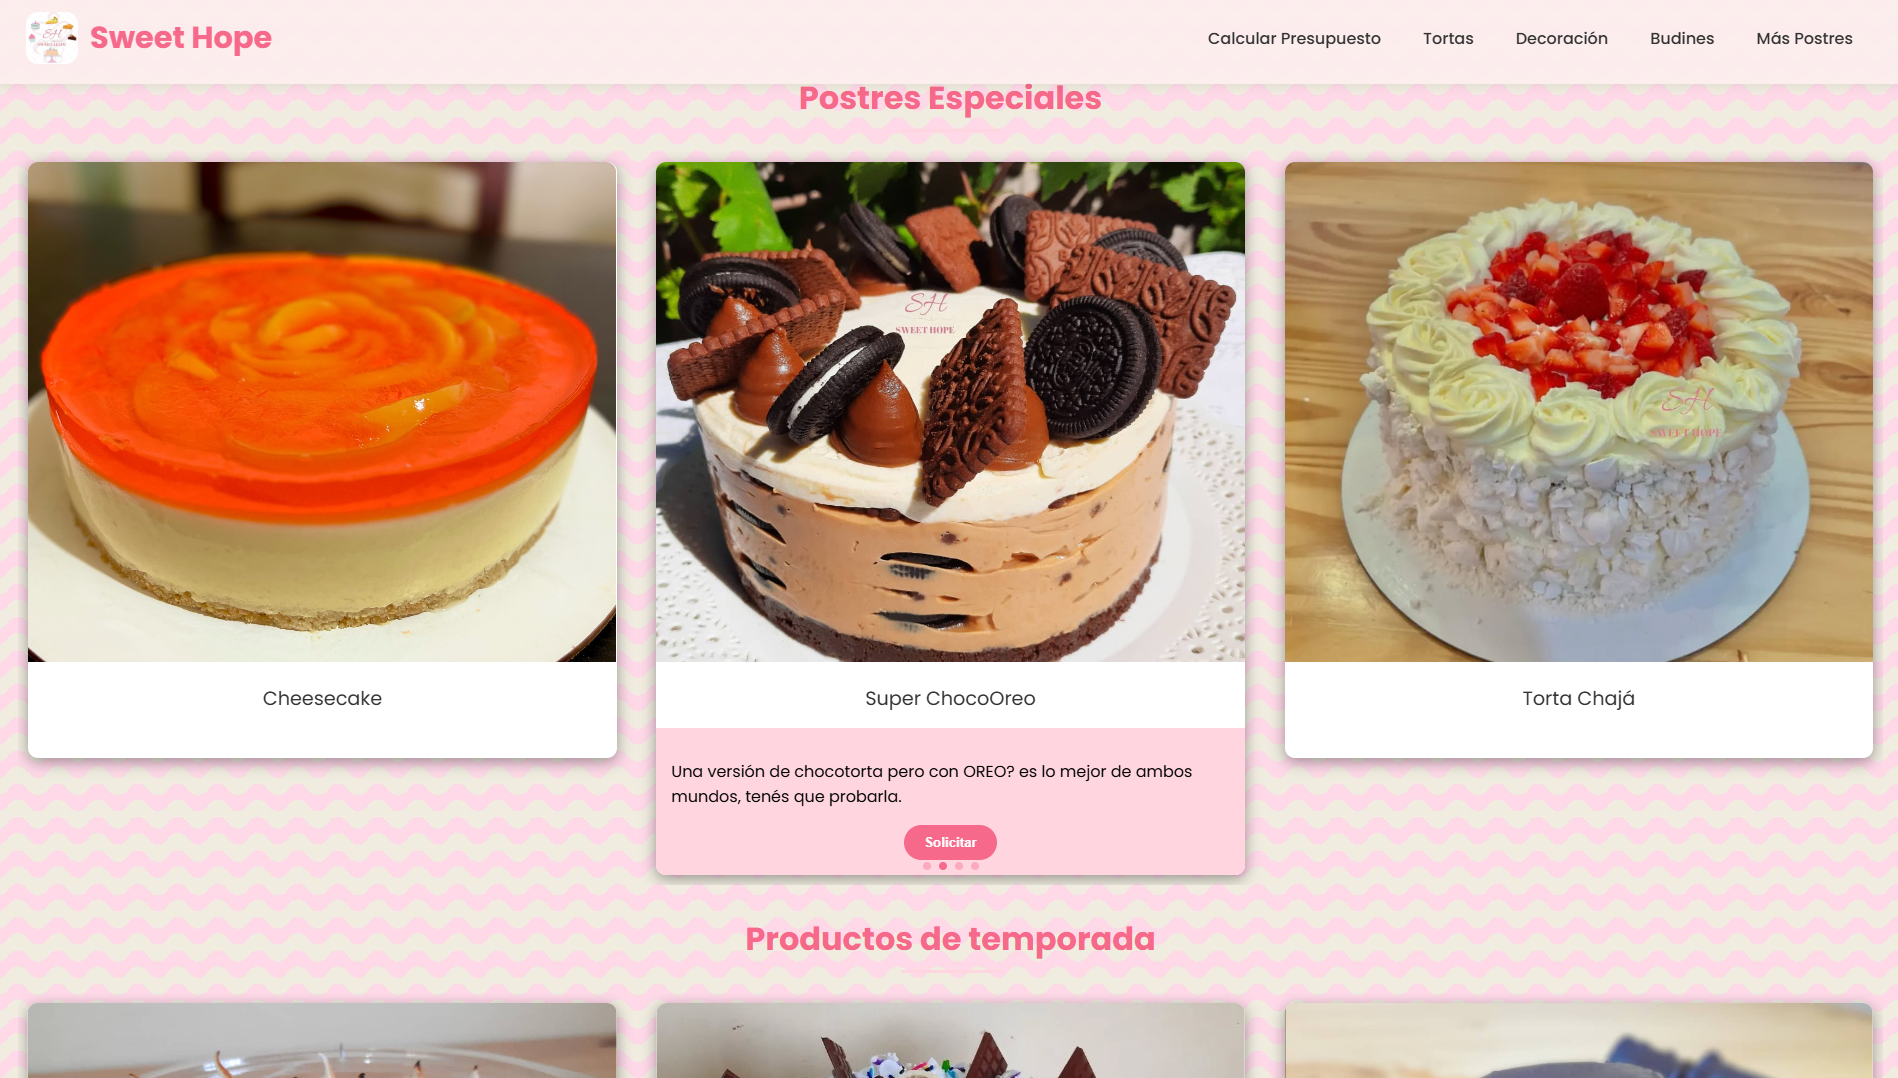 Sweet Hope
Calcular Presupuesto
Tortas
Decoración
Budines
Más Postres
Postres Especiales
SH
SWEET HOPE
SH
SWEET HOPE
Cheesecake
Super ChocoOreo
Torta Chajá
Una versión de chocotorta pero con OREO? es lo mejor de ambos
mundos, tenés que probarla.
Solicitar
Productos de temporada